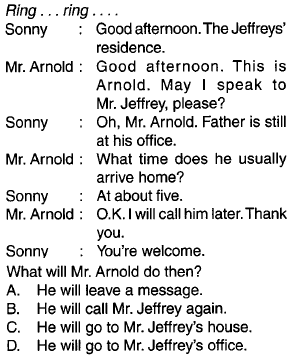 Ring . . . ring . . . .
Sonny : Good afternoon. The Jeffreys'
residence.
Mr. Arnold : Good afternoon. This is
Arnold. May I speak to
Mr. Jeffrey, please?
Sonny : Oh, Mr. Arnold. Father is still
at his office.
Mr. Arnold : What time does he usually
arrive home?
Sonny : At about five.
Mr. Arnold : O.K. I will call him later. Thank
you.
Sonny : You're welcome.
What will Mr. Arnold do then?
A. He will leave a message.
B. He will call Mr. Jeffrey again.
C. He will go to Mr. Jeffrey's house.
D. He will go to Mr. Jeffrey's office.